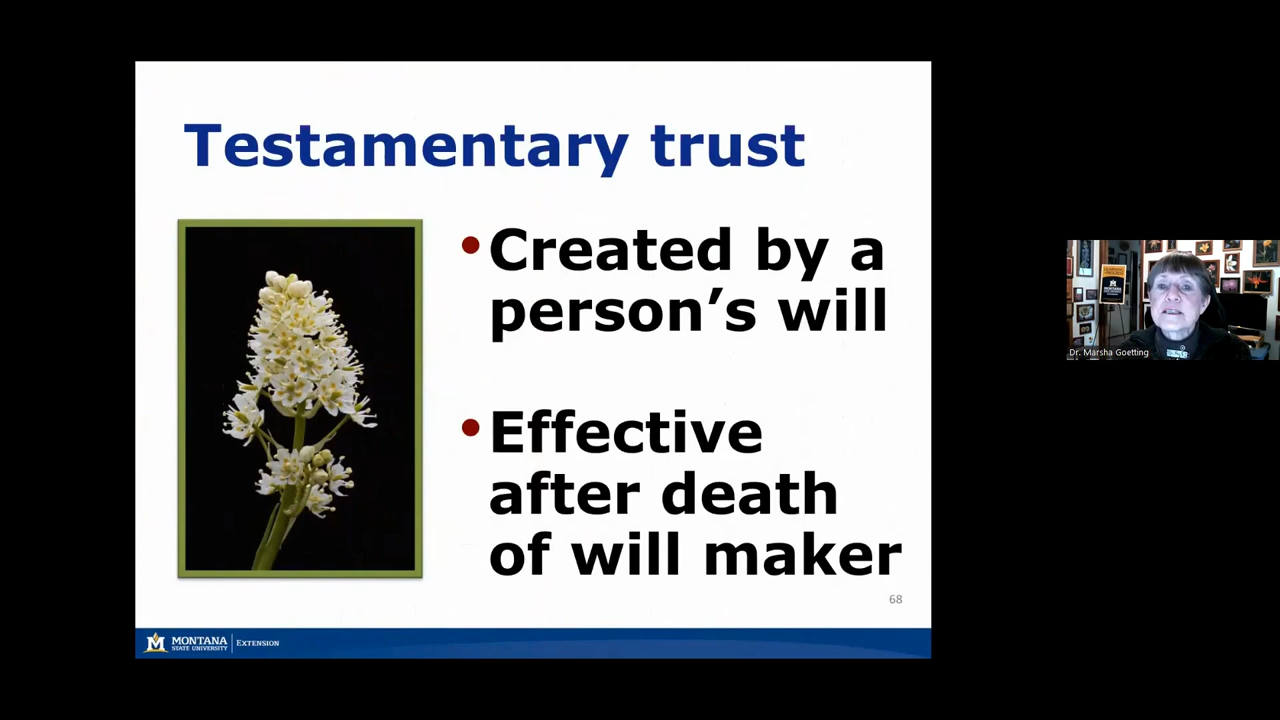 Testamentary trust
•Created by a
person’s will
•Effective
after death
of will maker
68
M MONTANA
STATE UNIVERSITY
EXTENSION
MONTANA
Dr. Marsha Goetting